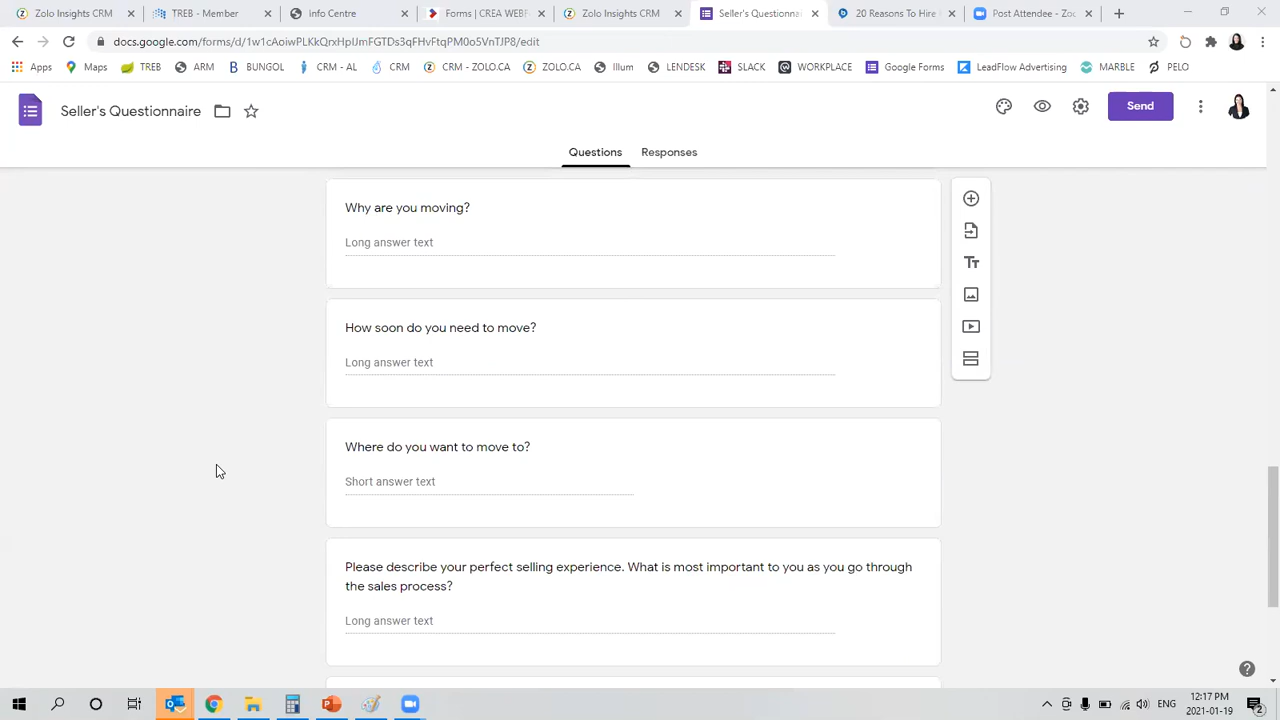 Zolo Insights CRM
TREB - Member
Info Centre
Forms | CREA WEBF
Zolo Insights CRM
Seller's Questionna
20 Reasons To Hire
Post Attendee - Zoo
docs.google.com/forms/d/1w1cAoiwPLKkQrxHpIJmFGTDs3qFHvFtqPM0o5VnTJP8/edit
Apps
Maps
TREB
ARM
BUNGOL
CRM - AL
CRM
CRM - ZOLO.CA
ZOLO.CA
Illum
LENDESK
SLACK
WORKPLACE
Google Forms
LeadFlow Advertising
MARBLE
PELO
Seller's Questionnaire
Send
Questions
Responses
Why are you moving?
Long answer text
How soon do you need to move?
Long answer text
Where do you want to move to?
Short answer text
Please describe your perfect selling experience. What is most important to you as you go through
the sales process?
Long answer text
ENG
12:17 PM
2021-01-19
2